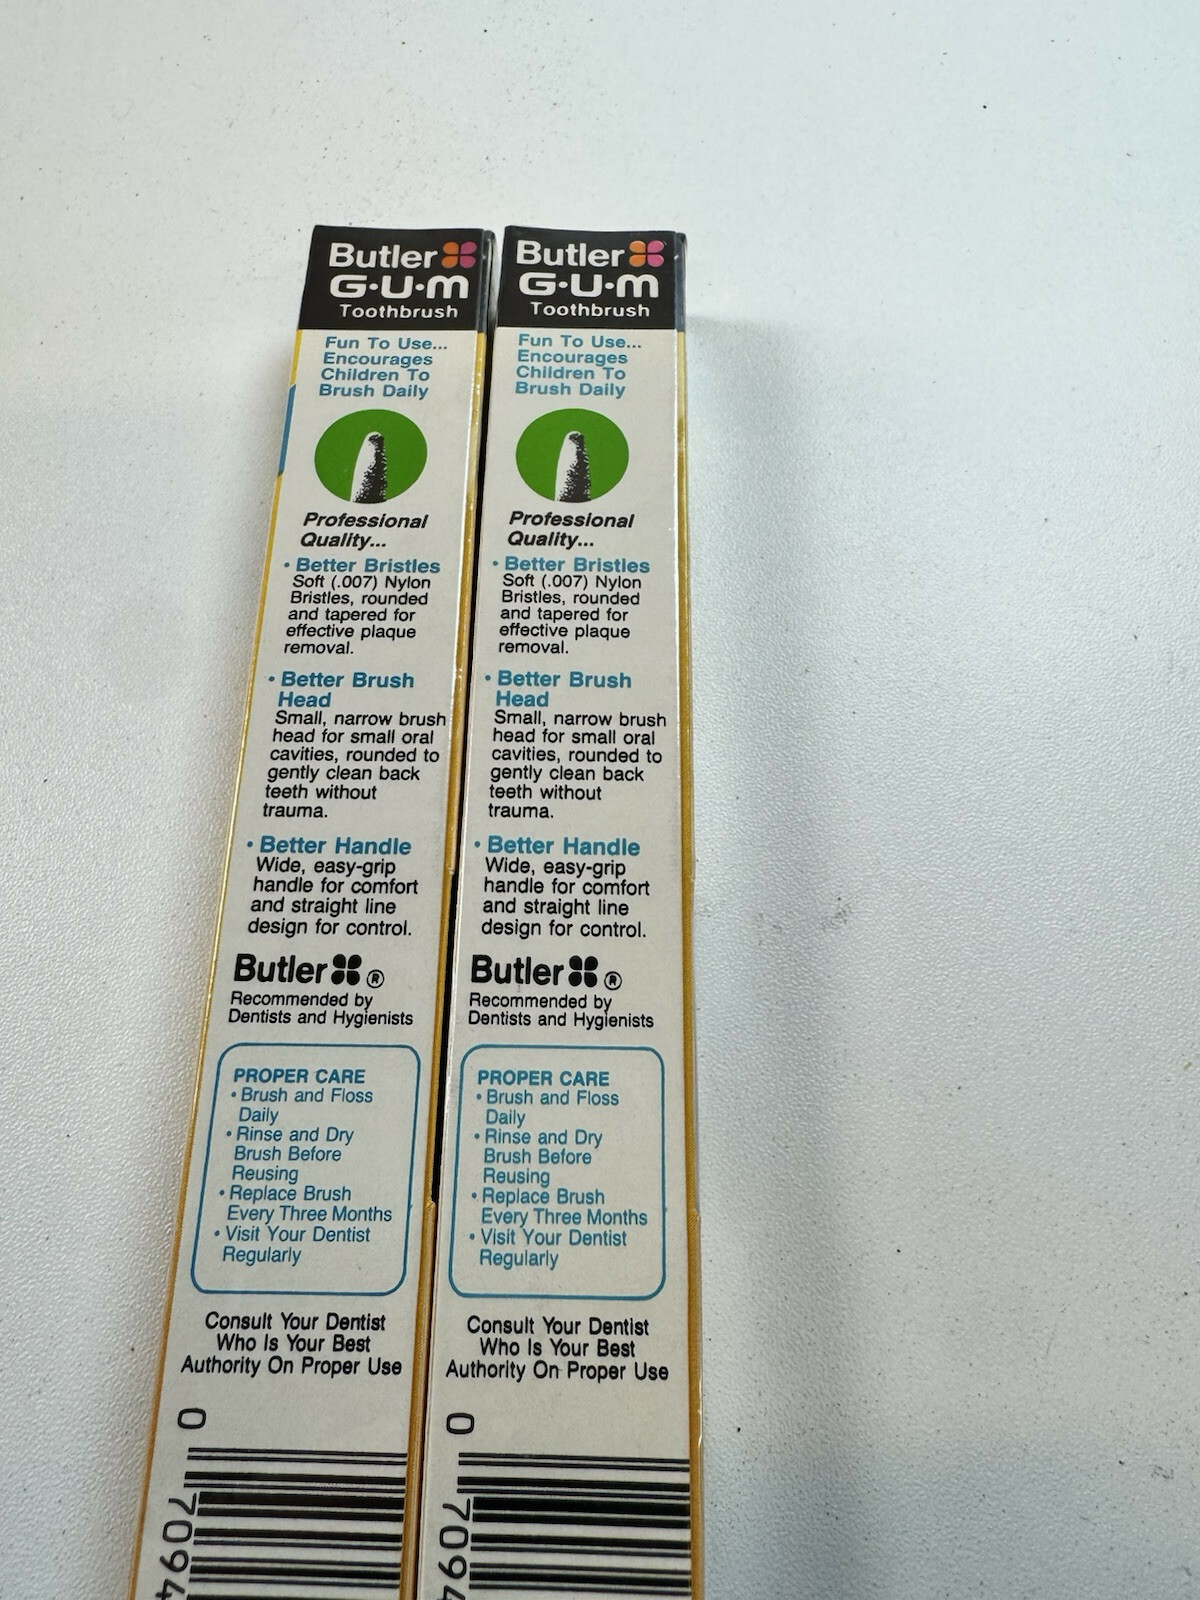 Butler
G·U·M
Toothbrush
Fun To Use...
Encourages
Children To
Brush Daily
Professional
Quality...
• Better Bristles
Soft (.007) Nylon
Bristles, rounded
and tapered for
effective plaque
removal.
• Better Brush
Head
Small, narrow brush
head for small oral
cavities, rounded to
gently clean back
teeth without
trauma.
• Better Handle
Wide, easy-grip
handle for comfort
and straight line
design for control.
Butler ®
Recommended by
Dentists and Hygienists
PROPER CARE
• Brush and Floss
Daily
• Rinse and Dry
Brush Before
Reusing
• Replace Brush
Every Three Months
• Visit Your Dentist
Regularly
Consult Your Dentist
Who Is Your Best
Authority On Proper Use
0
7094
Butler
G·U·M
Toothbrush
Fun To Use...
Encourages
Children To
Brush Daily
Professional
Quality...
• Better Bristles
Soft (.007) Nylon
Bristles, rounded
and tapered for
effective plaque
removal.
• Better Brush
Head
Small, narrow brush
head for small oral
cavities, rounded to
gently clean back
teeth without
trauma.
• Better Handle
Wide, easy-grip
handle for comfort
and straight line
design for control.
Butler ®
Recommended by
Dentists and Hygienists
PROPER CARE
• Brush and Floss
Daily
• Rinse and Dry
Brush Before
Reusing
• Replace Brush
Every Three Months
• Visit Your Dentist
Regularly
Consult Your Dentist
Who Is Your Best
Authority On Proper Use
0
7094